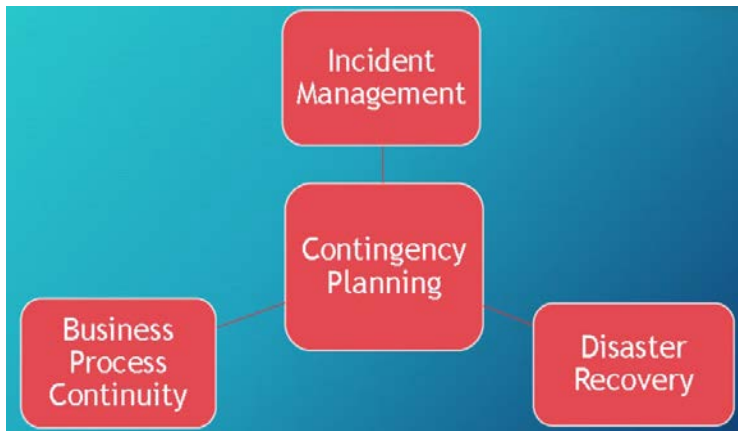 Incident
Management
Contingency
Planning
Business
Process
Continuity
Disaster
Recovery